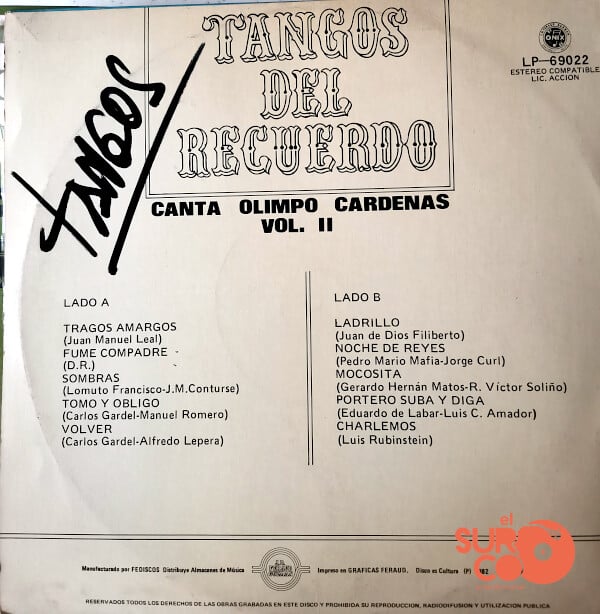 TANGOS
DEL
RECUERDO
ONIX
LP-69022
ESTEREO COMPATIBLE
LIC. ACCION
TANGOS
CANTA OLIMPO CARDENAS
VOL. II
LADO A
TRAGOS AMARGOS
(Juan Manuel Leal)
FUME COMPADRE
(D.R.)
SOMBRAS
(Lomuto Francisco-J.M.Conturse)
TOMO Y OBLIGO
(Carlos Gardel-Manuel Romero)
VOLVER
(Carlos Gardel-Alfredo Lepera)
LADO B
LADRILLO
(Juan de Dios Filiberto)
NOCHE DE REYES
(Pedro Mario Mafia-Jorge Curl)
MOCOSITA
(Gerardo Hernán Matos-R. Víctor Soliño)
PORTERO SUBA Y DIGA
(Eduardo de Labar-Luis C. Amador)
CHARLEMOS
(Luis Rubinstein)
el
SURCO
Manufacturado por FEDISCOS Distribuye Almacenes de Música
Impreso en GRAFICAS FERAUD.
Disco es Cultura (P)
RESERVADOS TODOS LOS DERECHOS DE LAS OBRAS GRABADAS EN ESTE DISCO Y PROHIBIDA SU REPRODUCCION, RADIODIFUSION Y UTILIZACION PUBLICA